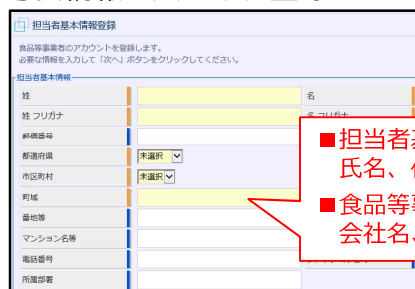 担当者基本情報登録
食品等事業者のアカウントを登録します。
必要な情報を入力して「次へ」ボタンをクリックしてください。
担当者基本情報
姓
名
姓 フリガナ
郵便番号
都道府県 未選択
市区町村 未選択
町域
番地等
マンション名等
電話番号
所属部署
■担当者
氏名、
■食品等
会社名、